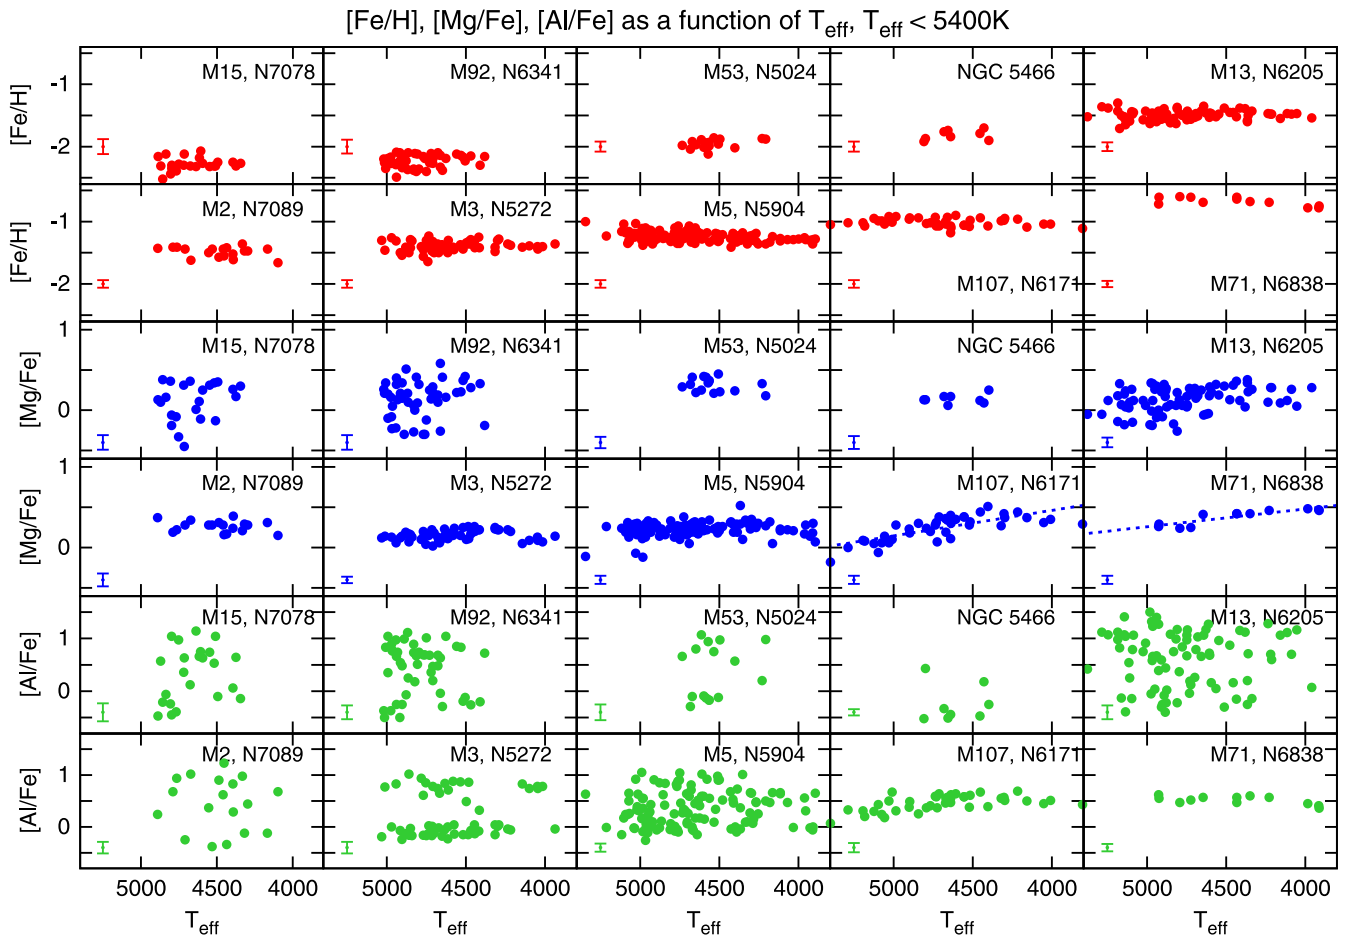 [Fe/H], [Mg/Fe], [Al/Fe] as a function of Teff, Teff < 5400K
[Fe/H]
-1
-2
M15, N7078
M92, N6341
M53, N5024
NGC 5466
M13, N6205
[Fe/H]
-1
-2
M2, N7089
M3, N5272
M5, N5904
M107, N6171
M71, N6838
[Mg/Fe]
1
0
M15, N7078
M92, N6341
M53, N5024
NGC 5466
M13, N6205
[Mg/Fe]
1
0
M2, N7089
M3, N5272
M5, N5904
M107, N6171
M71, N6838
[Al/Fe]
1
0
M15, N7078
M92, N6341
M53, N5024
NGC 5466
M13, N6205
[Al/Fe]
1
0
M2, N7089
M3, N5272
M5, N5904
M107, N6171
M71, N6838
5000 4500 4000 5000 4500 4000 5000 4500 4000 5000 4500 4000 5000 4500 4000
Teff Teff Teff Teff Teff